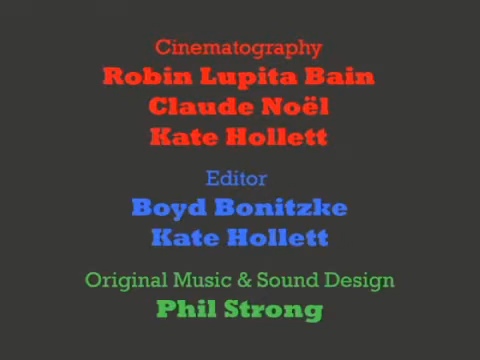 Cinematography
Robin Lupita Bain
Claude Noël
Kate Hollett
Editor
Boyd Bonitzke
Kate Hollett
Original Music & Sound Design
Phil Strong